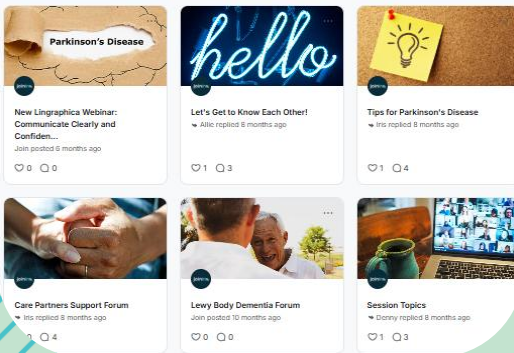 Parkinson's Disease
hello
New Lingraphica Webinar:
Communicate Clearly and
Confiden...
Join posted 6 months ago
0 0
Let's Get to Know Each Other!
Allie replied 8 months ago
1 3
Tips for Parkinson's Disease
Iris replied 8 months ago
1 4
Care Partners Support Forum
Iris replied 8 months ago
0 4
Lewy Body Dementia Forum
Join posted 10 months ago
0 0
Session Topics
Denny replied 8 months ago
1 3